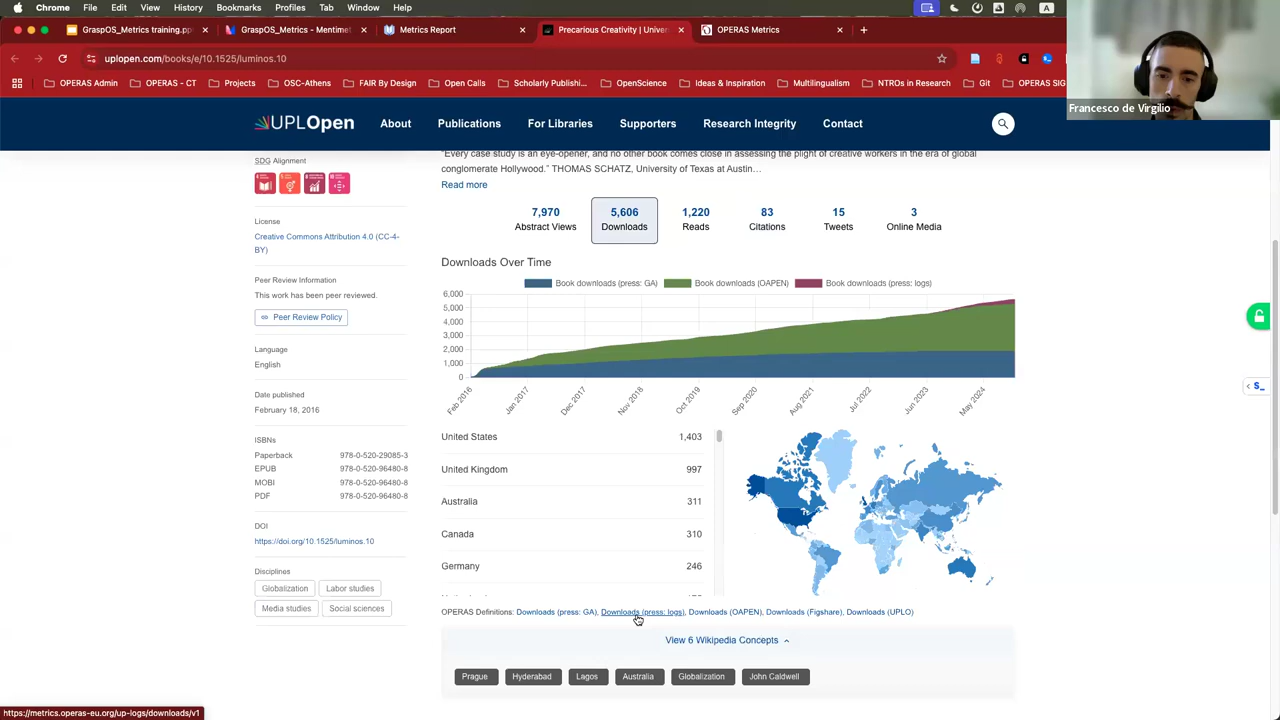 Chrome File Edit View History Bookmarks Profiles Tab Window Help
GraspOS_Metrics training.pp
GraspOS_Metrics - Mentimet
Metrics Report
Precarious Creativity | Univer
OPERAS Metrics
uplopen.com/books/e/10.1525/luminos.10
OPERAS Admin OPERAS - CT Projects OSC-Athens FAIR By Design Open Calls Scholarly Publishi... OpenScience Ideas & Inspiration Multilingualism NTROs in Research Git OPERAS SIG
Francesco de Virgilio
UPLOpen About Publications For Libraries Supporters Research Integrity Contact
"Every case study is an eye-opener, and no other book comes close in assessing the plight of creative workers in the era of global
conglomerate Hollywood." THOMAS SCHATZ, University of Texas at Austin…
Read more
SDG Alignment
License
Creative Commons Attribution 4.0 (CC-4-
BY)
Peer Review Information
This work has been peer reviewed.
Peer Review Policy
Language
English
Date published
February 18, 2016
ISBNs
Paperback 978-0-520-29085-3
EPUB 978-0-520-96480-8
MOBI 978-0-520-96480-8
PDF 978-0-520-96480-8
DOI
https://doi.org/10.1525/luminos.10
Disciplines
Globalization Labor studies
Media studies Social sciences
7,970 5,606 1,220 83 15 3
Abstract Views Downloads Reads Citations Tweets Online Media
Downloads Over Time
Book downloads (press: GA) Book downloads (OAPEN) Book downloads (press: logs)
6,000
5,000
4,000
3,000
2,000
1,000
0
Feb 2016 Jan 2017 Dec 2017 Nov 2018 Oct 2019 Sep 2020 Aug 2021 Jul 2022 Jun 2023 May 2024
United States 1,403
United Kingdom 997
Australia 311
Canada 310
Germany 246
OPERAS Definitions: Downloads (press: GA), Downloads (press: logs), Downloads (OAPEN), Downloads (Figshare), Downloads (UPLO)
View 6 Wikipedia Concepts
Prague Hyderabad Lagos Australia Globalization John Caldwell
https://metrics.operas-eu.org/up-logs/downloads/v1